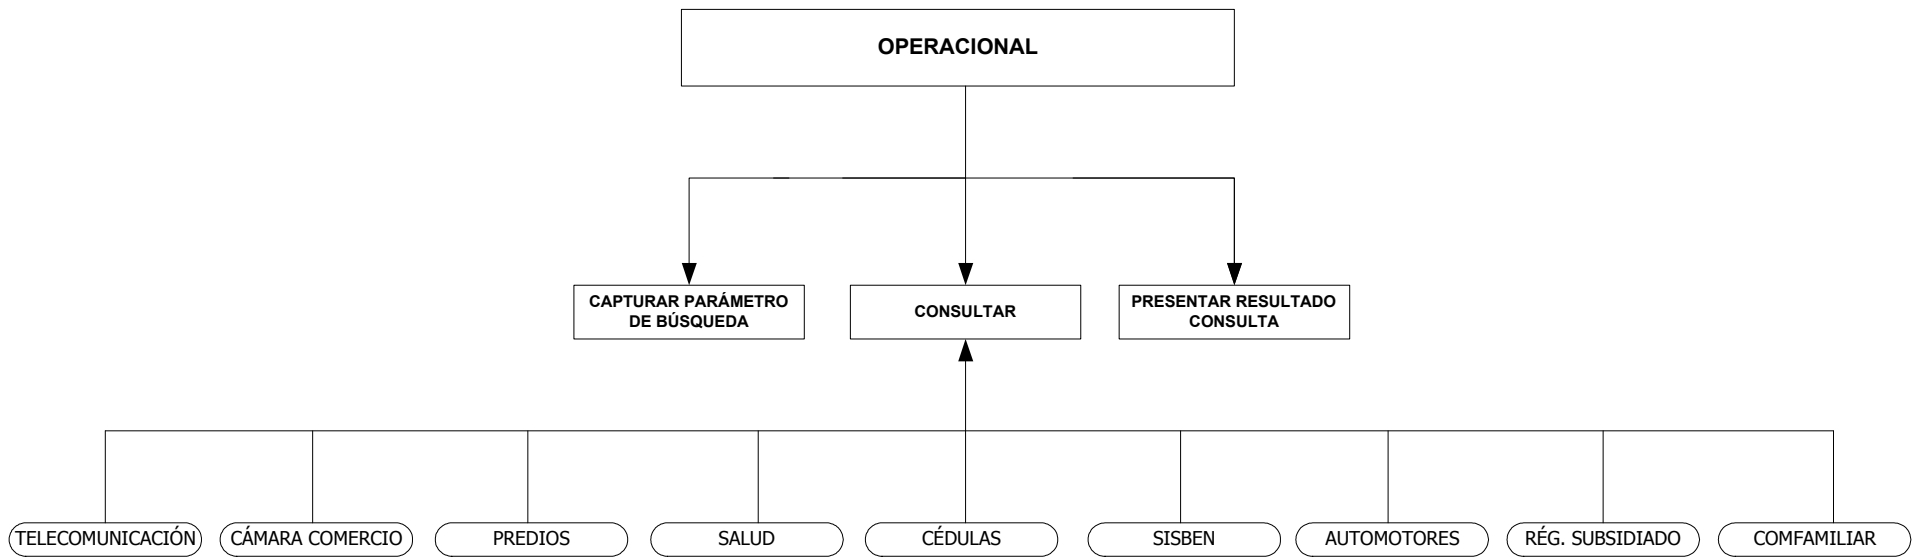 OPERACIONAL
CAPTURAR PARÁMETRO
DE BÚSQUEDA
CONSULTAR
PRESENTAR RESULTADO
CONSULTA
TELECOMUNICACIÓN
CÁMARA COMERCIO
PREDIOS
SALUD
CÉDULAS
SISBEN
AUTOMOTORES
RÉG. SUBSIDIADO
COMFAMILIAR